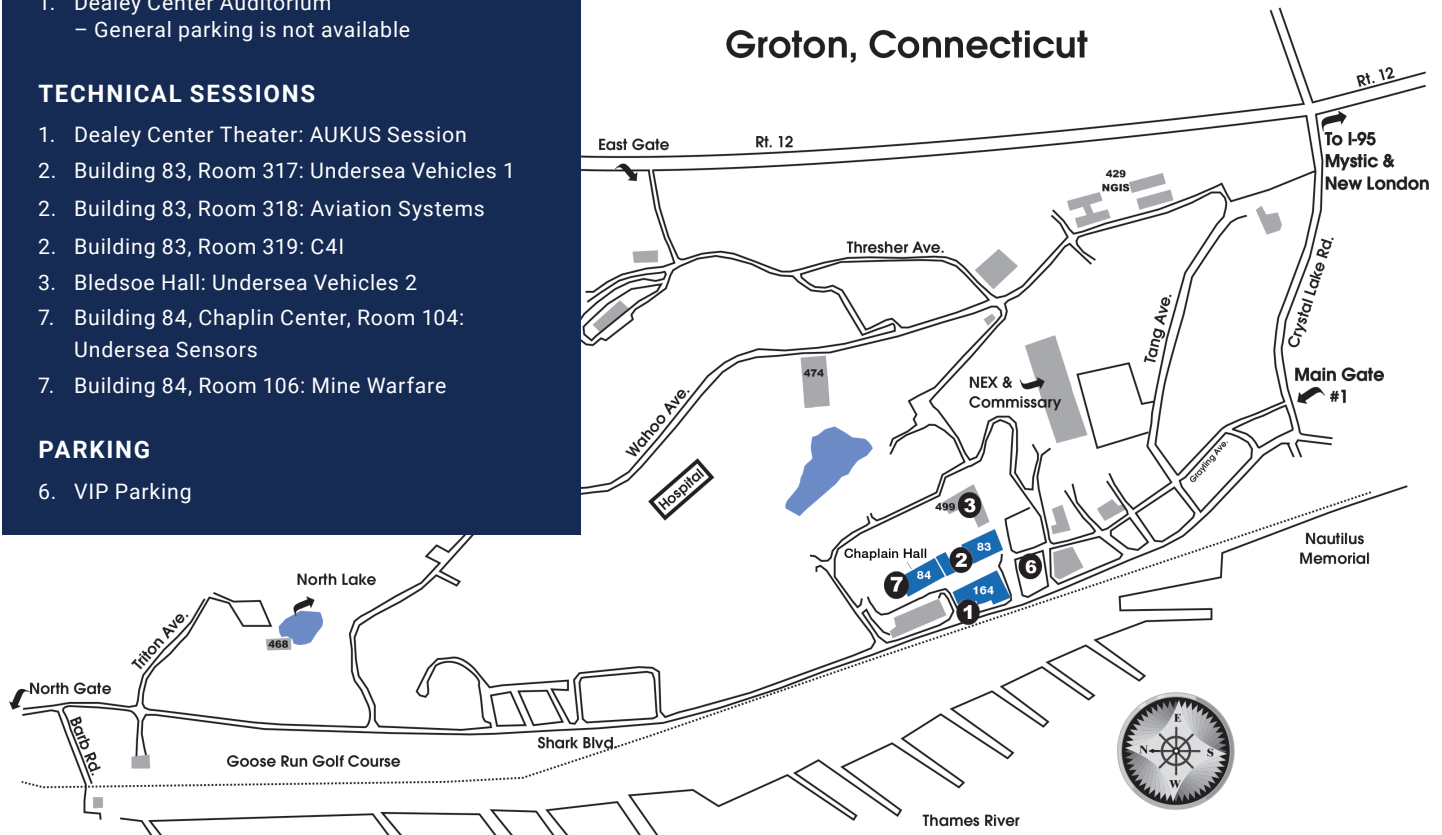 1. Dealey Center Auditorium
– General parking is not available
TECHNICAL SESSIONS
1. Dealey Center Theater: AUKUS Session
2. Building 83, Room 317: Undersea Vehicles 1
2. Building 83, Room 318: Aviation Systems
2. Building 83, Room 319: C4I
3. Bledsoe Hall: Undersea Vehicles 2
7. Building 84, Chaplin Center, Room 104:
Undersea Sensors
7. Building 84, Room 106: Mine Warfare
PARKING
6. VIP Parking
Groton, Connecticut
Rt. 12
To I-95
Mystic &
New London
East Gate
Rt. 12
429
NGIS
Thresher Ave.
Crystal Lake Rd.
Tang Ave.
474
NEX &
Commissary
Main Gate
#1
Wahoo Ave.
Hospital
Grayling Ave.
499
3
Chaplain Hall
83
2
84
7
6
164
1
Nautilus
Memorial
North Lake
468
Triton Ave.
North Gate
Barb Rd.
Shark Blvd.
Goose Run Golf Course
Thames River
E
N
S
W